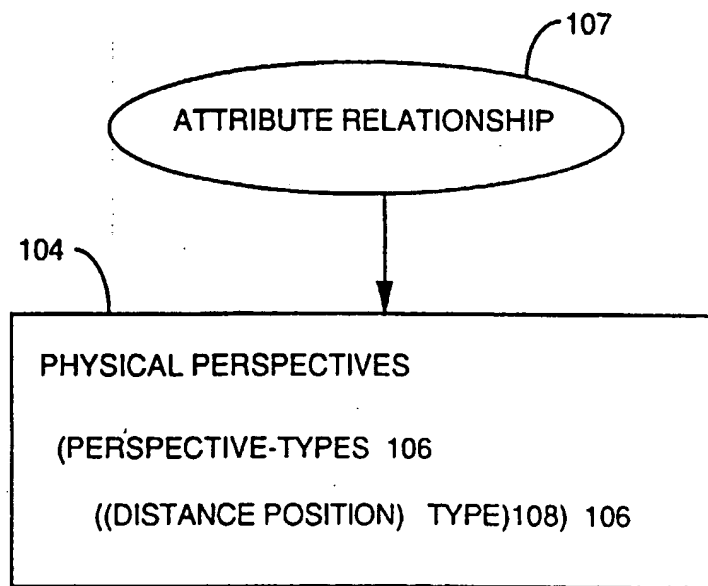 107
ATTRIBUTE RELATIONSHIP
104
PHYSICAL PERSPECTIVES
(PERSPECTIVE-TYPES 106
((DISTANCE POSITION) TYPE)108) 106